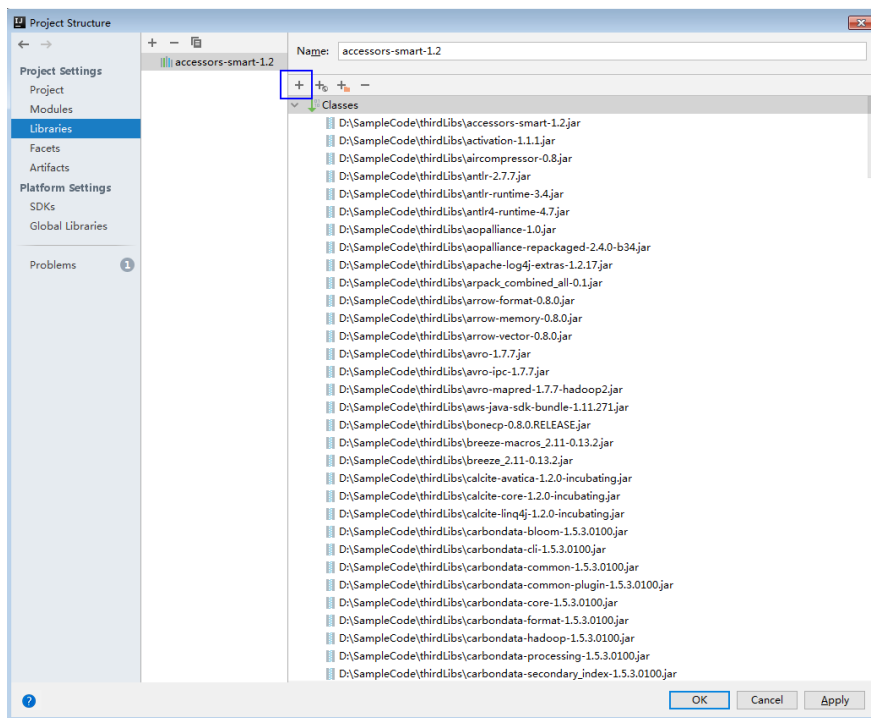 Project Structure
Project Settings
Project
Modules
Libraries
Facets
Artifacts
Platform Settings
SDKs
Global Libraries
Problems
1
accessors-smart-1.2
Name: accessors-smart-1.2
Classes
D:\SampleCode\thirdLibs\accessors-smart-1.2.jar
D:\SampleCode\thirdLibs\activation-1.1.1.jar
D:\SampleCode\thirdLibs\aircompressor-0.8.jar
D:\SampleCode\thirdLibs\antlr-2.7.7.jar
D:\SampleCode\thirdLibs\antlr-runtime-3.4.jar
D:\SampleCode\thirdLibs\antlr4-runtime-4.7.jar
D:\SampleCode\thirdLibs\aopalliance-1.0.jar
D:\SampleCode\thirdLibs\aopalliance-repackaged-2.4.0-b34.jar
D:\SampleCode\thirdLibs\apache-log4j-extras-1.2.17.jar
D:\SampleCode\thirdLibs\arpack_combined_all-0.1.jar
D:\SampleCode\thirdLibs\arrow-format-0.8.0.jar
D:\SampleCode\thirdLibs\arrow-memory-0.8.0.jar
D:\SampleCode\thirdLibs\arrow-vector-0.8.0.jar
D:\SampleCode\thirdLibs\avro-1.7.7.jar
D:\SampleCode\thirdLibs\avro-ipc-1.7.7.jar
D:\SampleCode\thirdLibs\avro-mapred-1.7.7-hadoop2.jar
D:\SampleCode\thirdLibs\aws-java-sdk-bundle-1.11.271.jar
D:\SampleCode\thirdLibs\bonecp-0.8.0.RELEASE.jar
D:\SampleCode\thirdLibs\breeze-macros_2.11-0.13.2.jar
D:\SampleCode\thirdLibs\breeze_2.11-0.13.2.jar
D:\SampleCode\thirdLibs\calcite-avatica-1.2.0-incubating.jar
D:\SampleCode\thirdLibs\calcite-core-1.2.0-incubating.jar
D:\SampleCode\thirdLibs\calcite-linq4j-1.2.0-incubating.jar
D:\SampleCode\thirdLibs\carbondata-bloom-1.5.3.0100.jar
D:\SampleCode\thirdLibs\carbondata-cli-1.5.3.0100.jar
D:\SampleCode\thirdLibs\carbondata-common-1.5.3.0100.jar
D:\SampleCode\thirdLibs\carbondata-common-plugin-1.5.3.0100.jar
D:\SampleCode\thirdLibs\carbondata-core-1.5.3.0100.jar
D:\SampleCode\thirdLibs\carbondata-format-1.5.3.0100.jar
D:\SampleCode\thirdLibs\carbondata-hadoop-1.5.3.0100.jar
D:\SampleCode\thirdLibs\carbondata-processing-1.5.3.0100.jar
D:\SampleCode\thirdLibs\carbondata-secondary_index-1.5.3.0100.jar
OK Cancel Apply